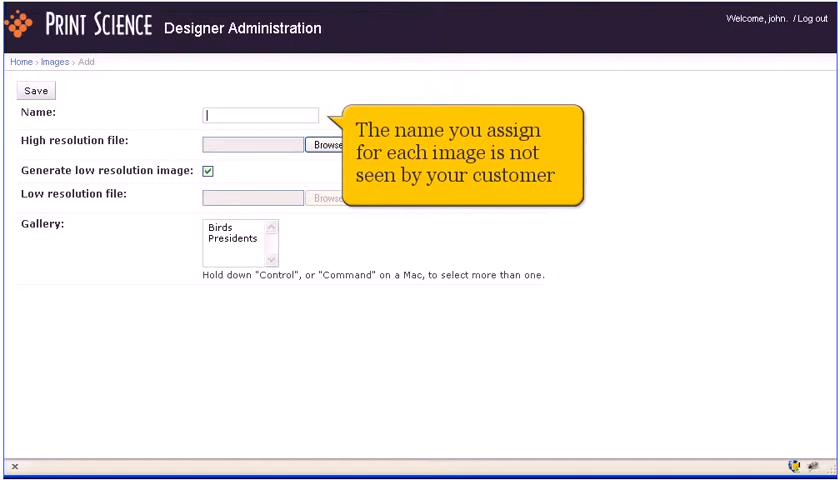 PRINT SCIENCE Designer Administration
Welcome, john. / Log out
Home › Images › Add
Save
Name:
The name you assign
for each image is not
seen by your customer
High resolution file:
Browse
Generate low resolution image:
Low resolution file:
Browse
Gallery:
Birds
Presidents
Hold down "Control", or "Command" on a Mac, to select more than one.